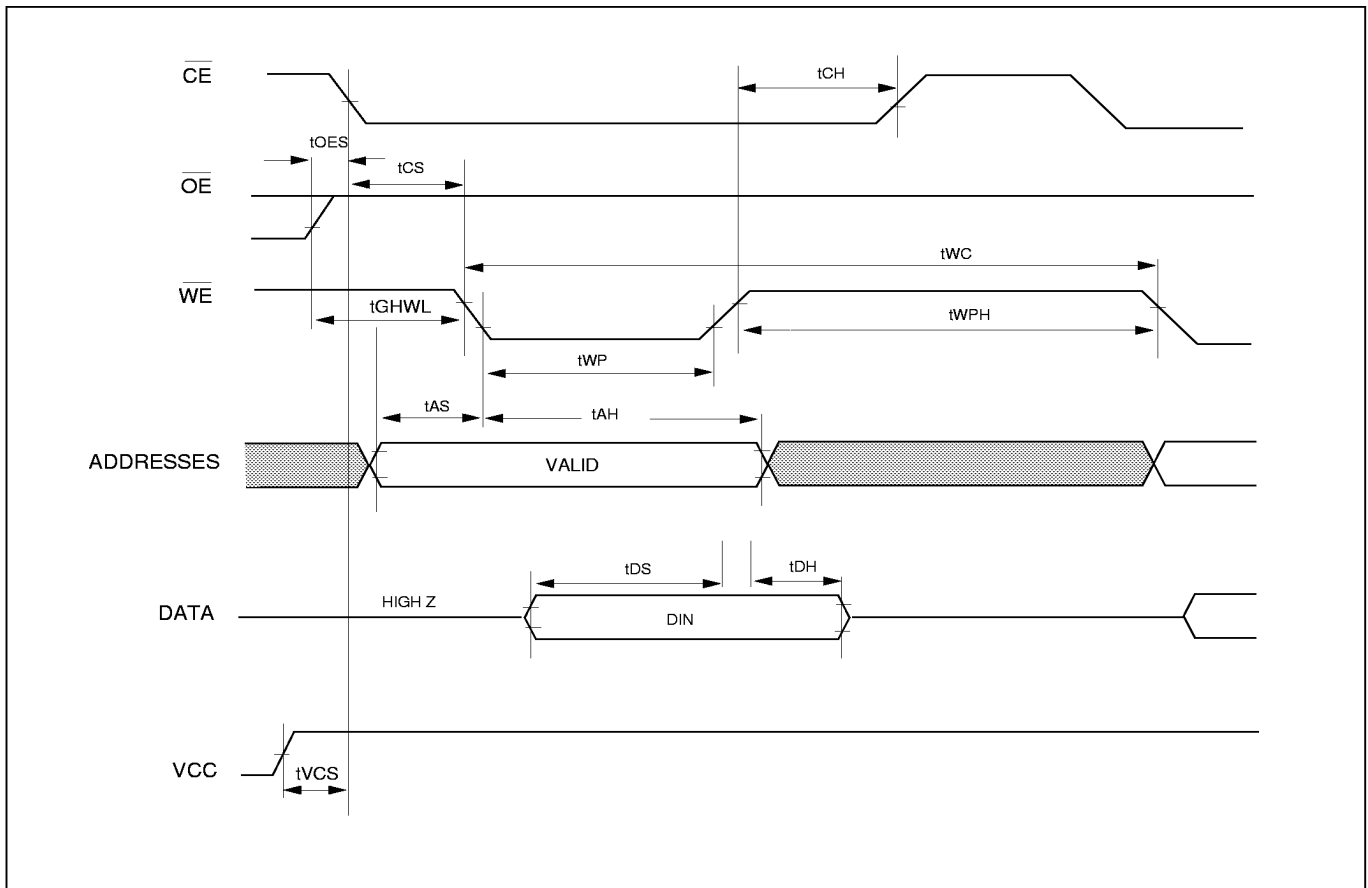 CE
tCH
tOES
tCS
OE
tWC
WE
tGHWL
tWPH
tWP
tAS
tAH
ADDRESSES
VALID
tDS
tDH
HIGH Z
DATA
DIN
VCC
tVCS